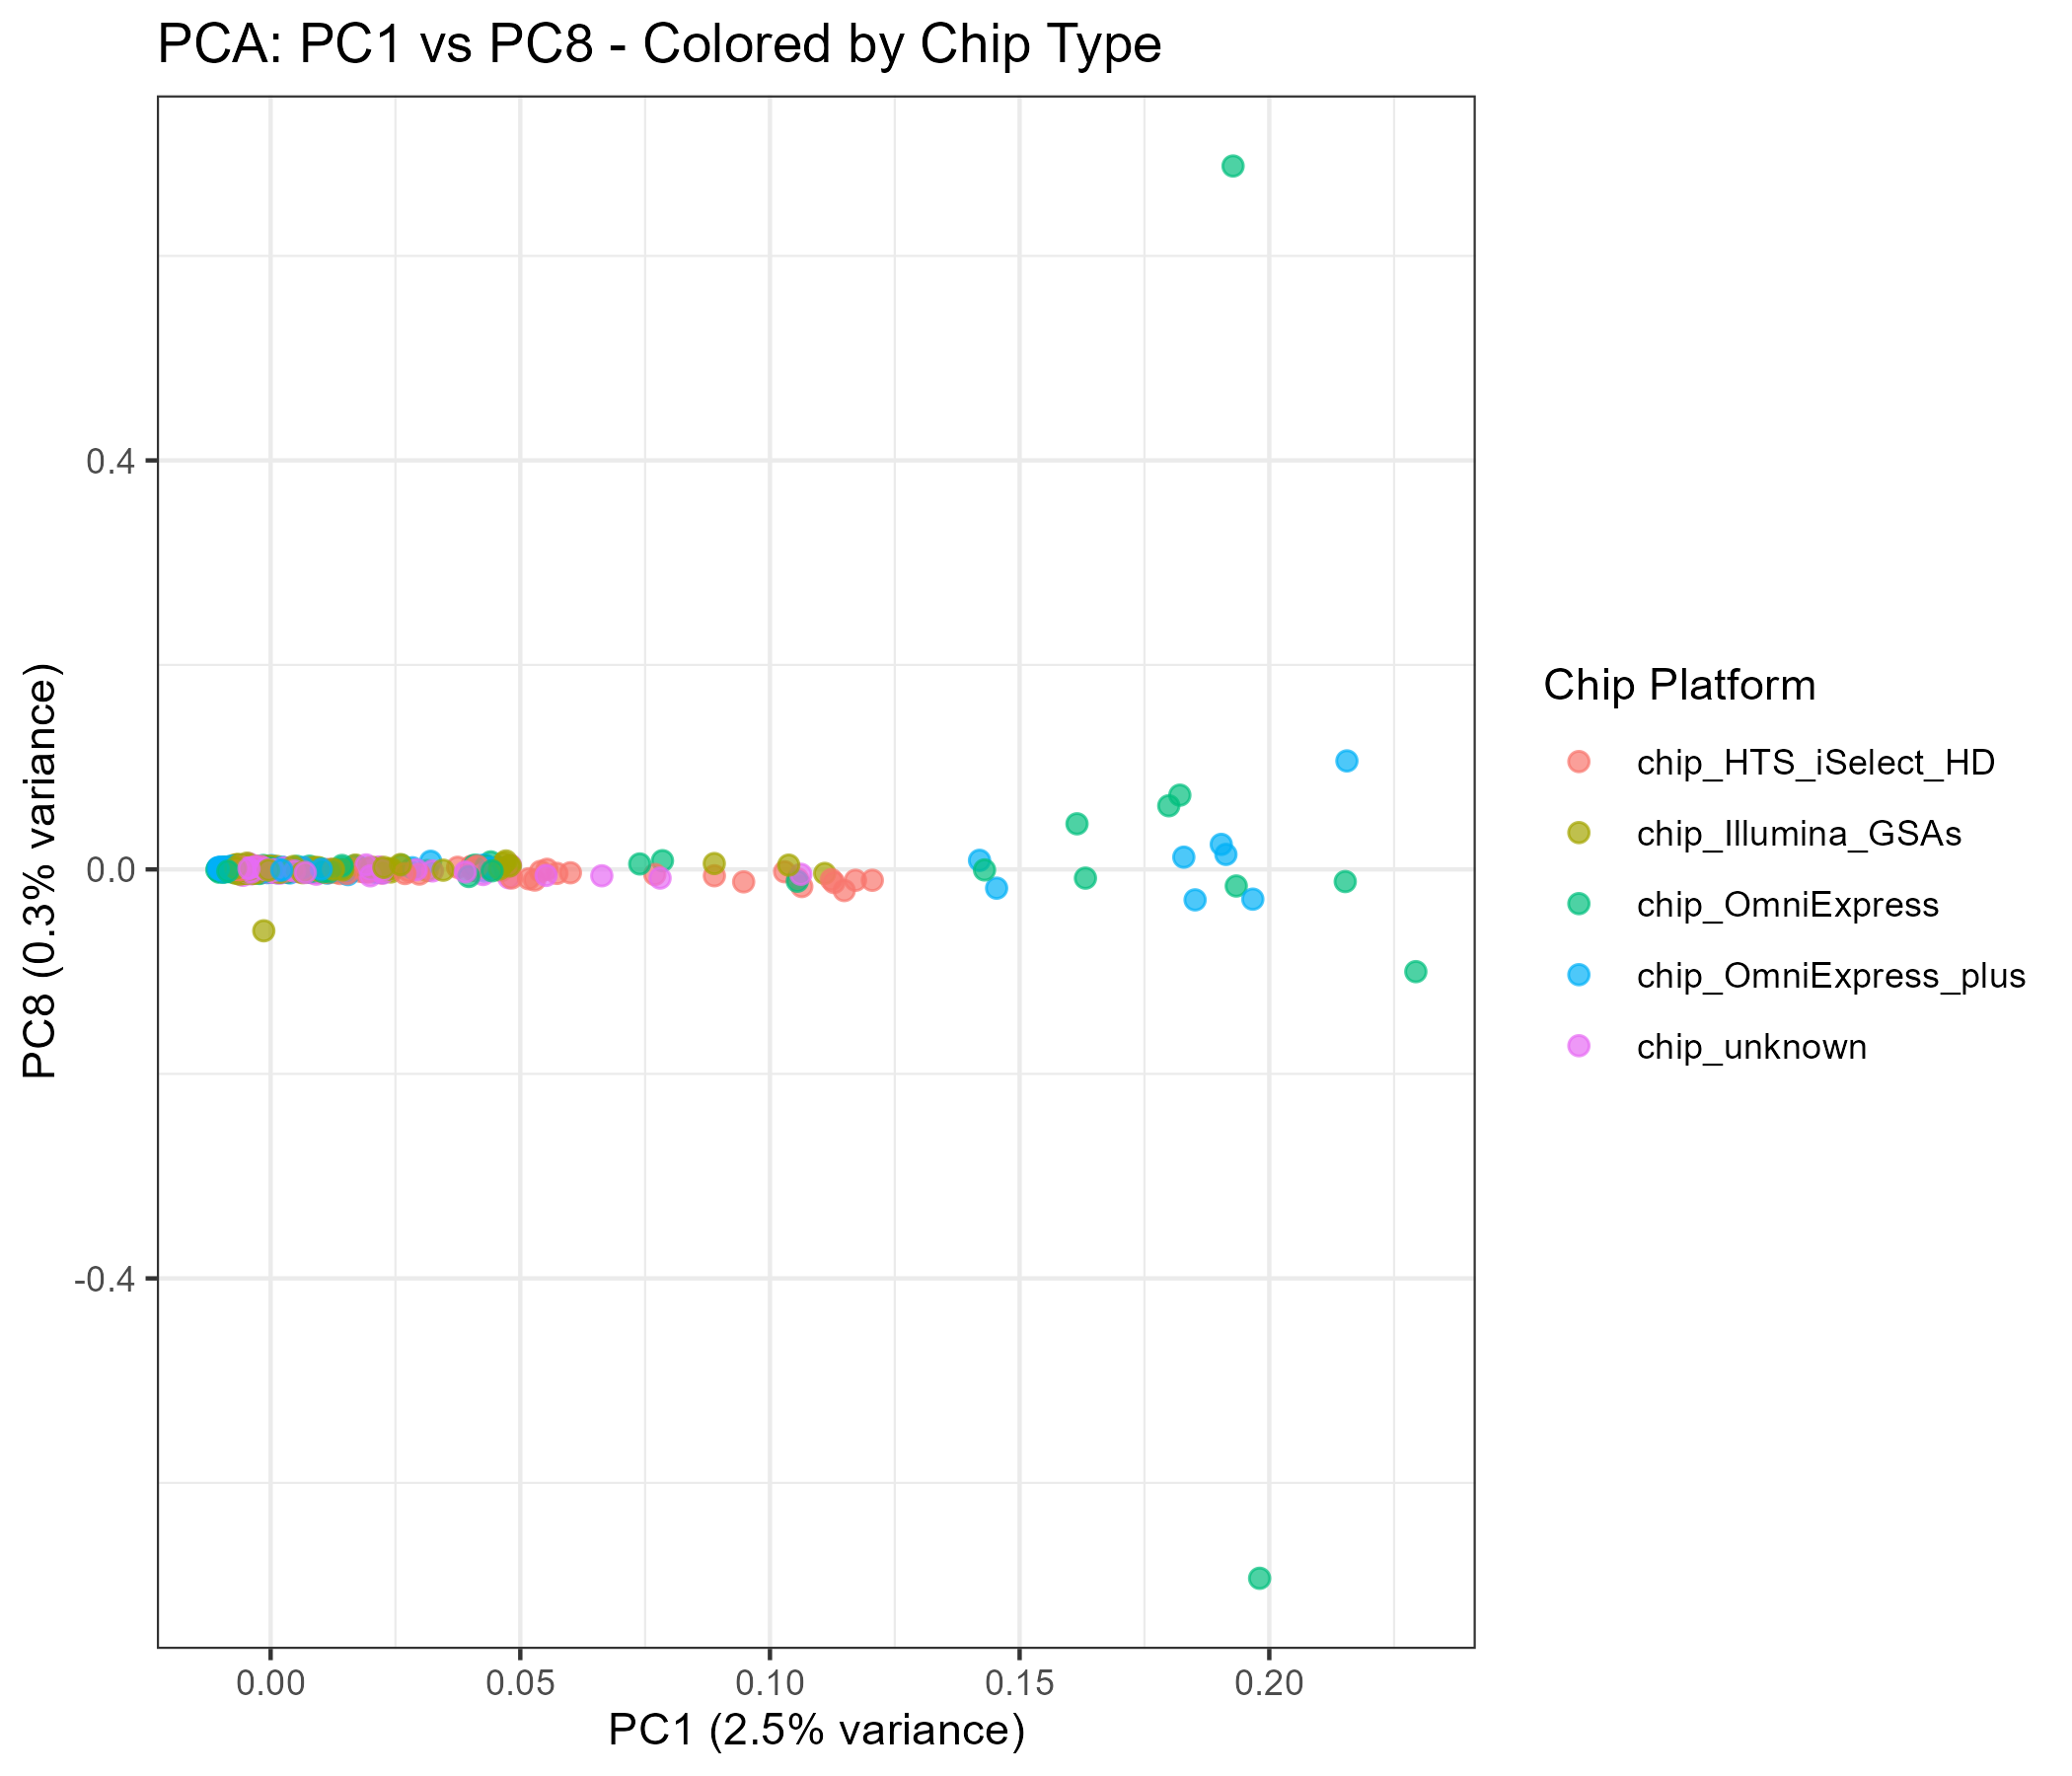 PCA: PC1 vs PC8 - Colored by Chip Type
PC8 (0.3% variance)
0.4
0.0
-0.4
0.00
0.05
0.10
0.15
0.20
PC1 (2.5% variance)
Chip Platform
chip_HTS_iSelect_HD
chip_Illumina_GSAs
chip_OmniExpress
chip_OmniExpress_plus
chip_unknown